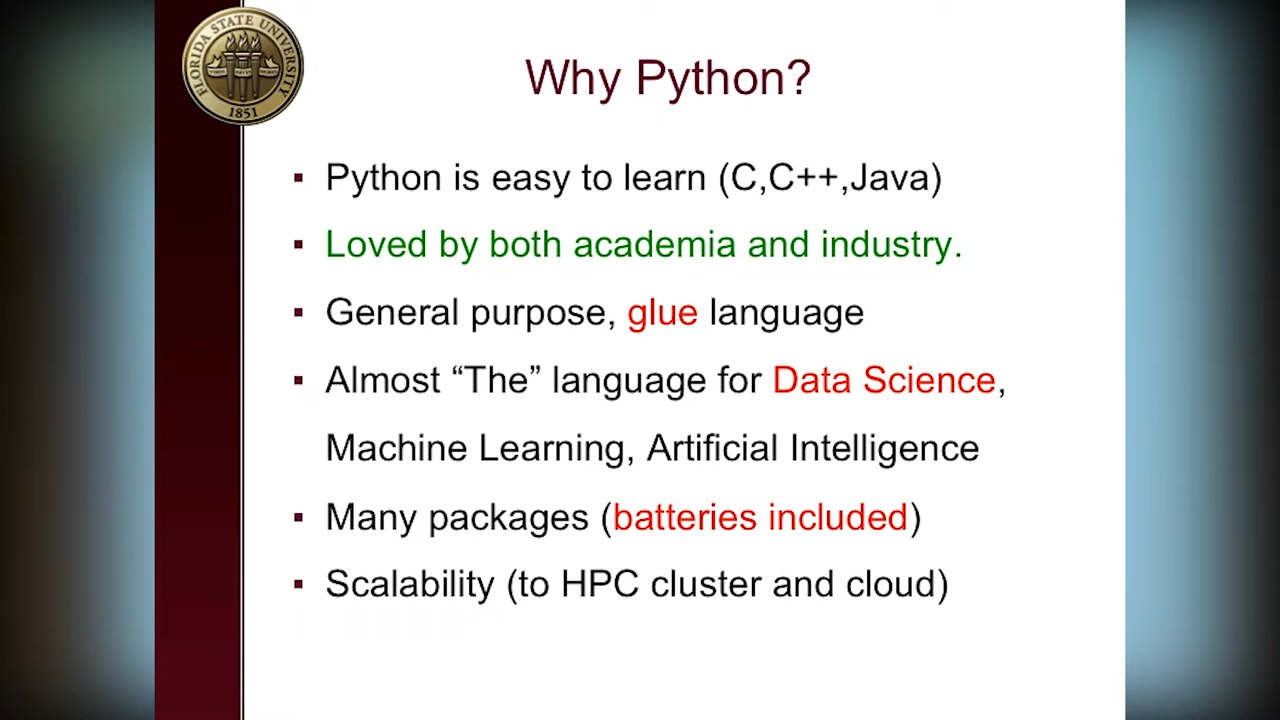 FLORIDA STATE UNIVERSITY
1851
Why Python?
▪ Python is easy to learn (C,C++,Java)
▪ Loved by both academia and industry.
▪ General purpose, glue language
▪ Almost “The” language for Data Science,
Machine Learning, Artificial Intelligence
▪ Many packages (batteries included)
▪ Scalability (to HPC cluster and cloud)